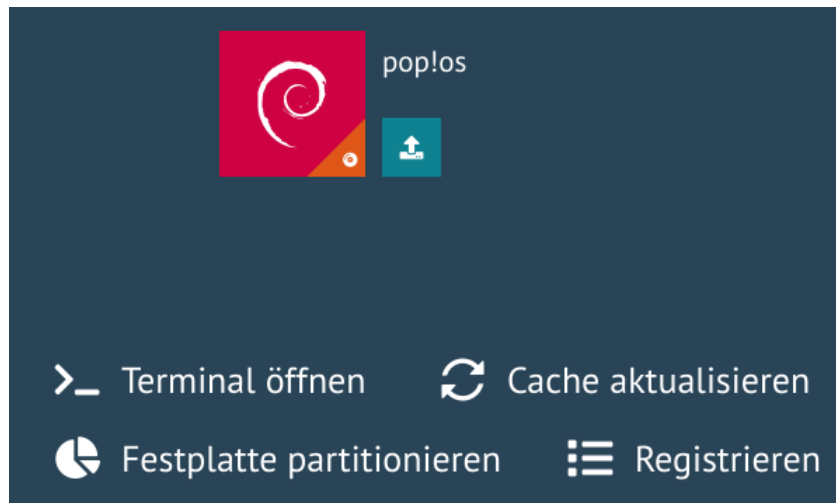 pop!os
Terminal öffnen
Cache aktualisieren
Festplatte partitionieren
Registrieren